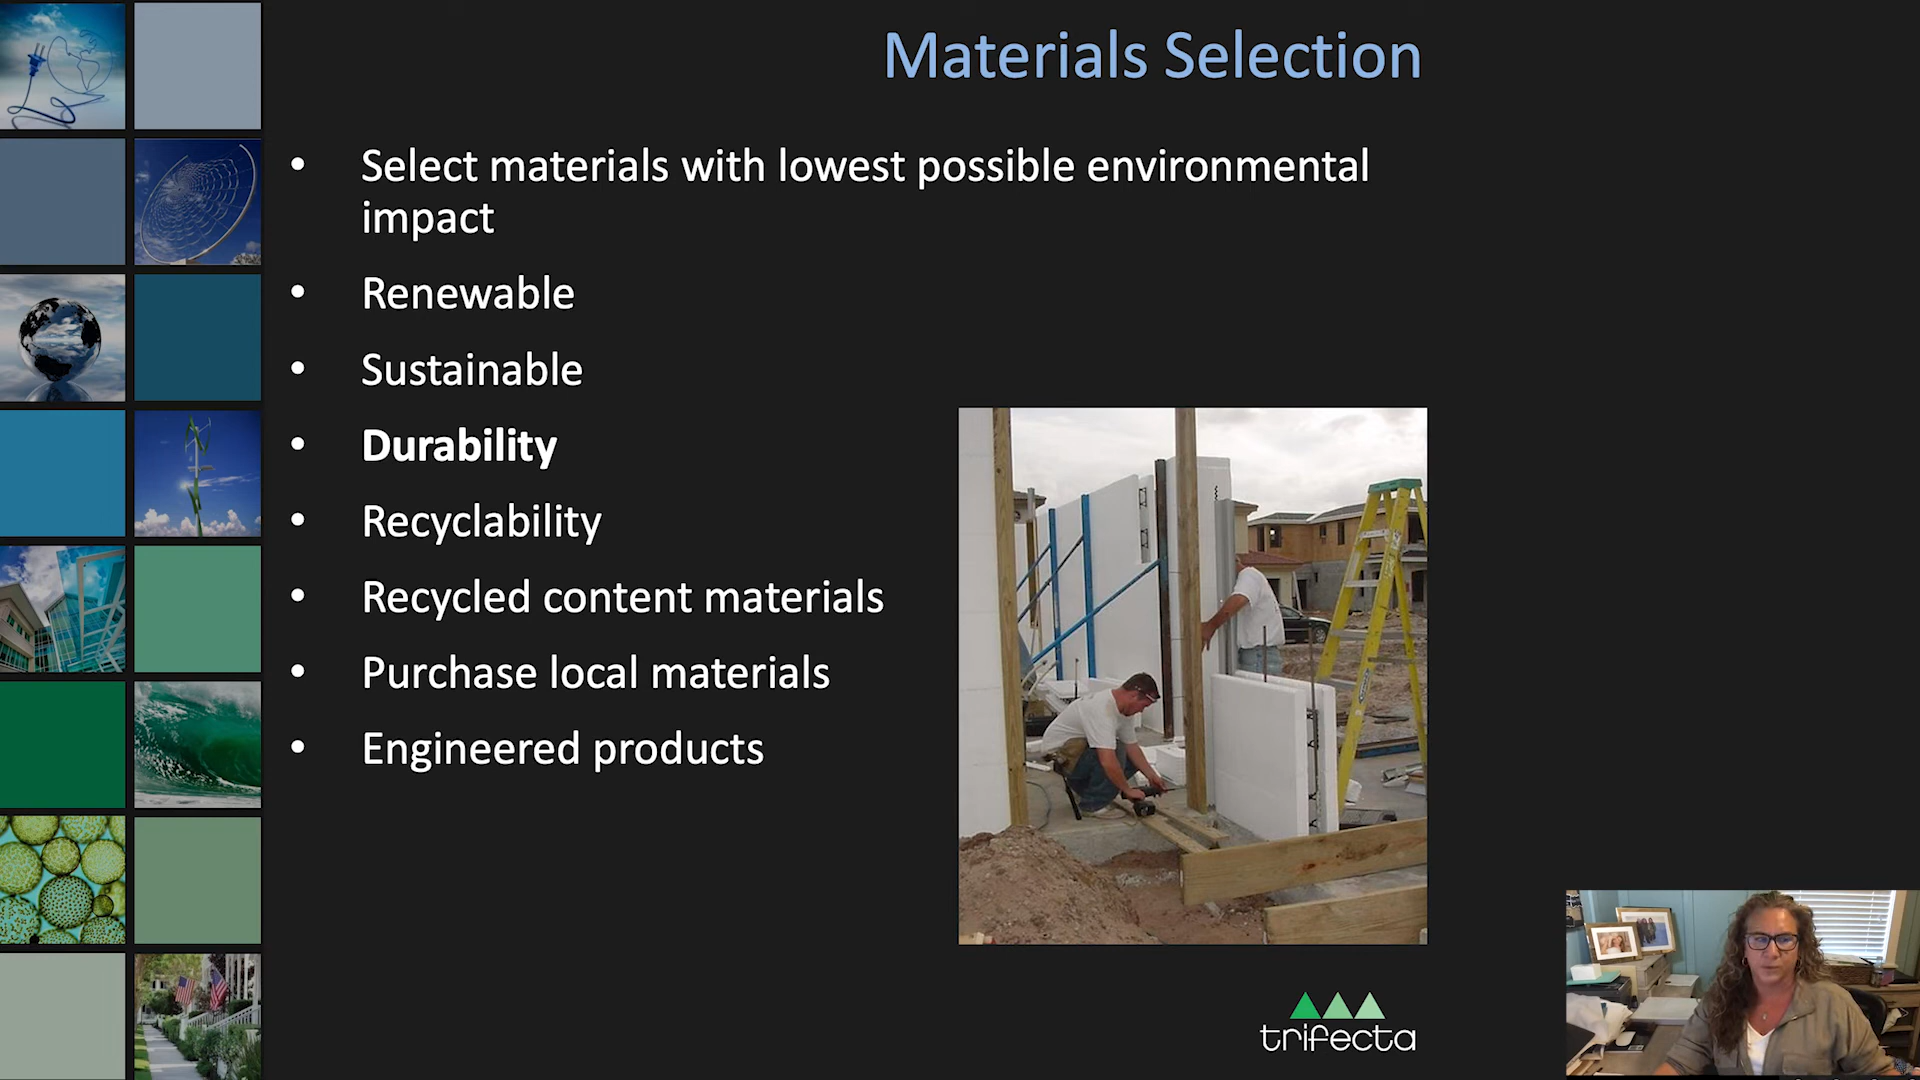 Materials Selection
• Select materials with lowest possible environmental
impact
• Renewable
• Sustainable
• Durability
• Recyclability
• Recycled content materials
• Purchase local materials
• Engineered products
trifecta